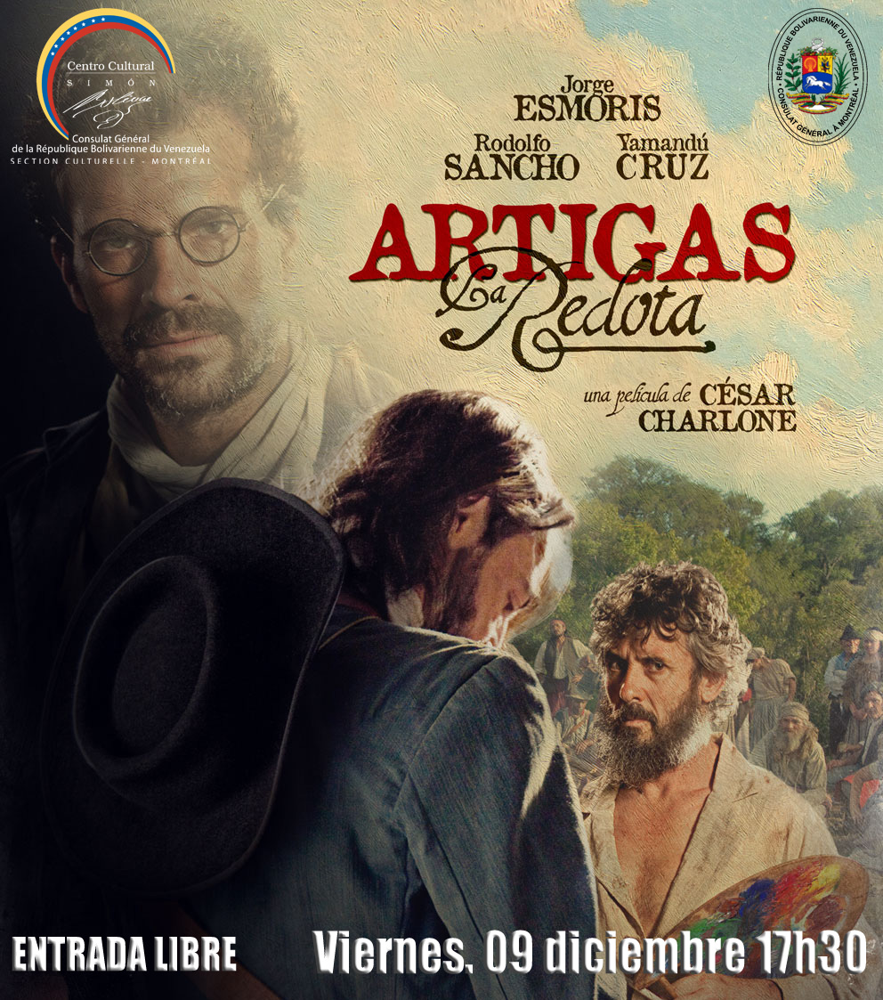 Centro Cultural
SIMÓN
Bolívar
Consulat Général
de la République Bolivarienne du Venezuela
SECTION CULTURELLE - MONTRÉAL
RÉPUBLIQUE BOLIVARIENNE DU VENEZUELA
CONSULAT GÉNÉRAL À MONTRÉAL
Jorge
ESMORIS
Rodolfo Yamandú
SANCHO CRUZ
ARTIGAS
La Redota
una película de CÉSAR
CHARLONE
ENTRADA LIBRE Viernes, 09 diciembre 17h30